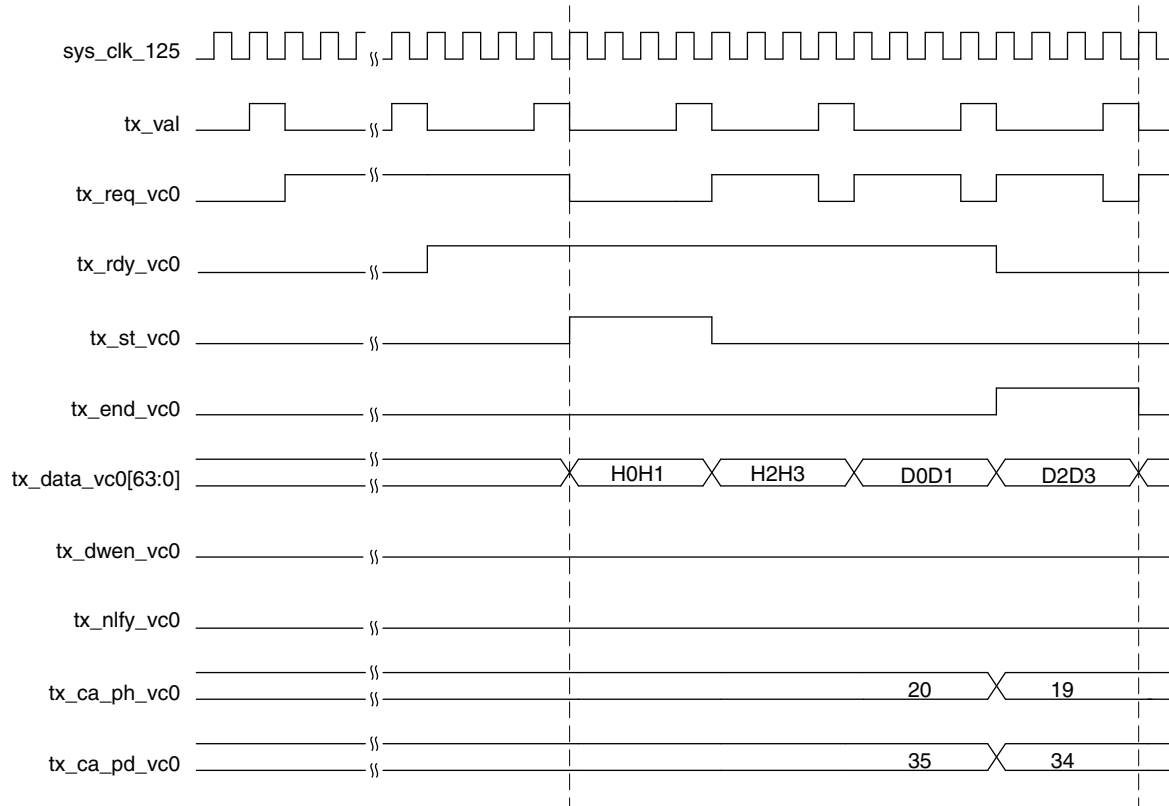 sys_clk_125
tx_val
tx_req_vc0
tx_rdy_vc0
tx_st_vc0
tx_end_vc0
tx_data_vc0[63:0] H0H1 H2H3 D0D1 D2D3
tx_dwen_vc0
tx_nlfy_vc0
tx_ca_ph_vc0 20 19
tx_ca_pd_vc0 35 34